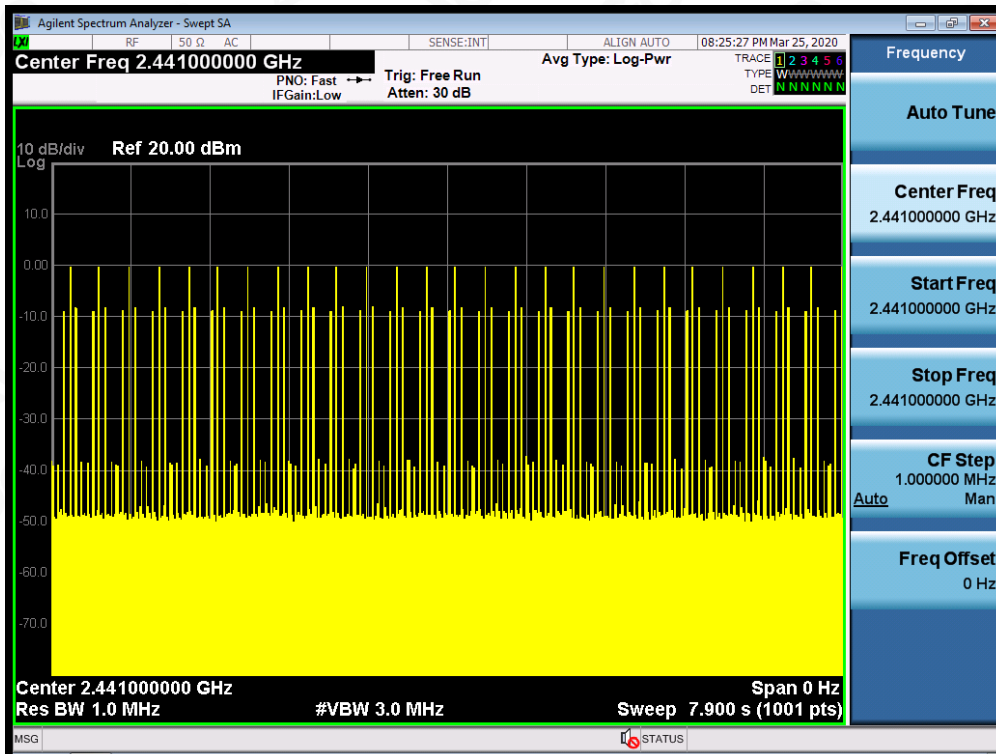 Agilent Spectrum Analyzer - Swept SA
LXI RF 50 Ω AC SENSE:INT ALIGN AUTO 08:25:27 PM Mar 25, 2020
Center Freq 2.441000000 GHz
PNO: Fast
IFGain:Low
Trig: Free Run
Atten: 30 dB
Avg Type: Log-Pwr
TRACE 1 2 3 4 5 6
TYPE WWWWWW
DET N N N N N N
10 dB/div Ref 20.00 dBm
Log
10.0
0.00
-10.0
-20.0
-30.0
-40.0
-50.0
-60.0
-70.0
Center 2.441000000 GHz Span 0 Hz
Res BW 1.0 MHz #VBW 3.0 MHz Sweep 7.900 s (1001 pts)
MSG STATUS
Frequency
Auto Tune
Center Freq
2.441000000 GHz
Start Freq
2.441000000 GHz
Stop Freq
2.441000000 GHz
CF Step
1.000000 MHz
Auto Man
Freq Offset
0 Hz